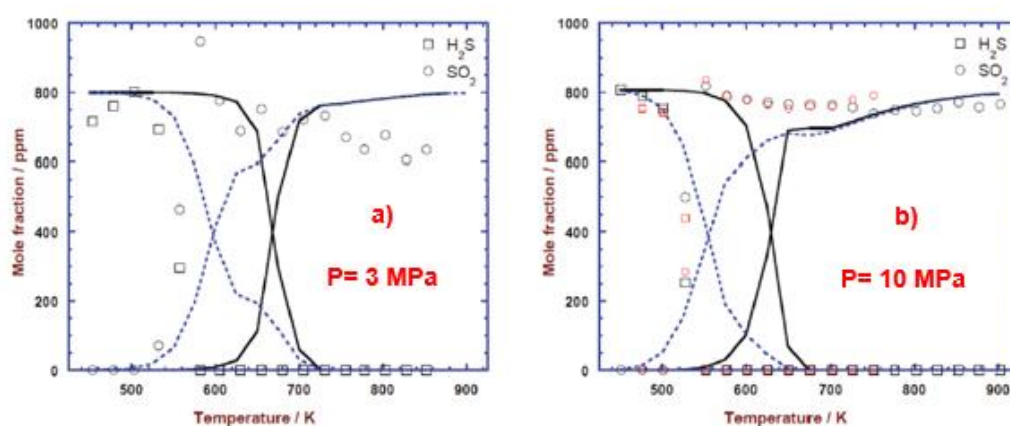 1000
800
600
400
200
0
Mole fraction / ppm
H₂S
SO₂
a)
P= 3 MPa
500 600 700 800 900
Temperature / K
1000
800
600
400
200
0
Mole fraction / ppm
H₂S
SO₂
b)
P= 10 MPa
500 600 700 800 900
Temperature / K